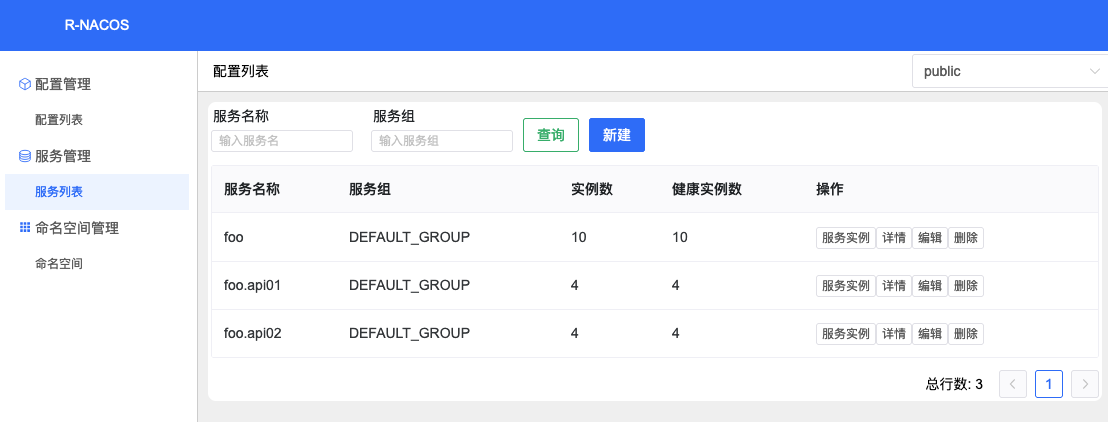 R-NACOS
配置管理
配置列表
服务管理
服务列表
命名空间管理
命名空间
配置列表
public
服务名称 服务组
输入服务名 输入服务组 查询 新建
服务名称 服务组 实例数 健康实例数 操作
foo DEFAULT_GROUP 10 10 服务实例 详情 编辑 删除
foo.api01 DEFAULT_GROUP 4 4 服务实例 详情 编辑 删除
foo.api02 DEFAULT_GROUP 4 4 服务实例 详情 编辑 删除
总行数: 3 1